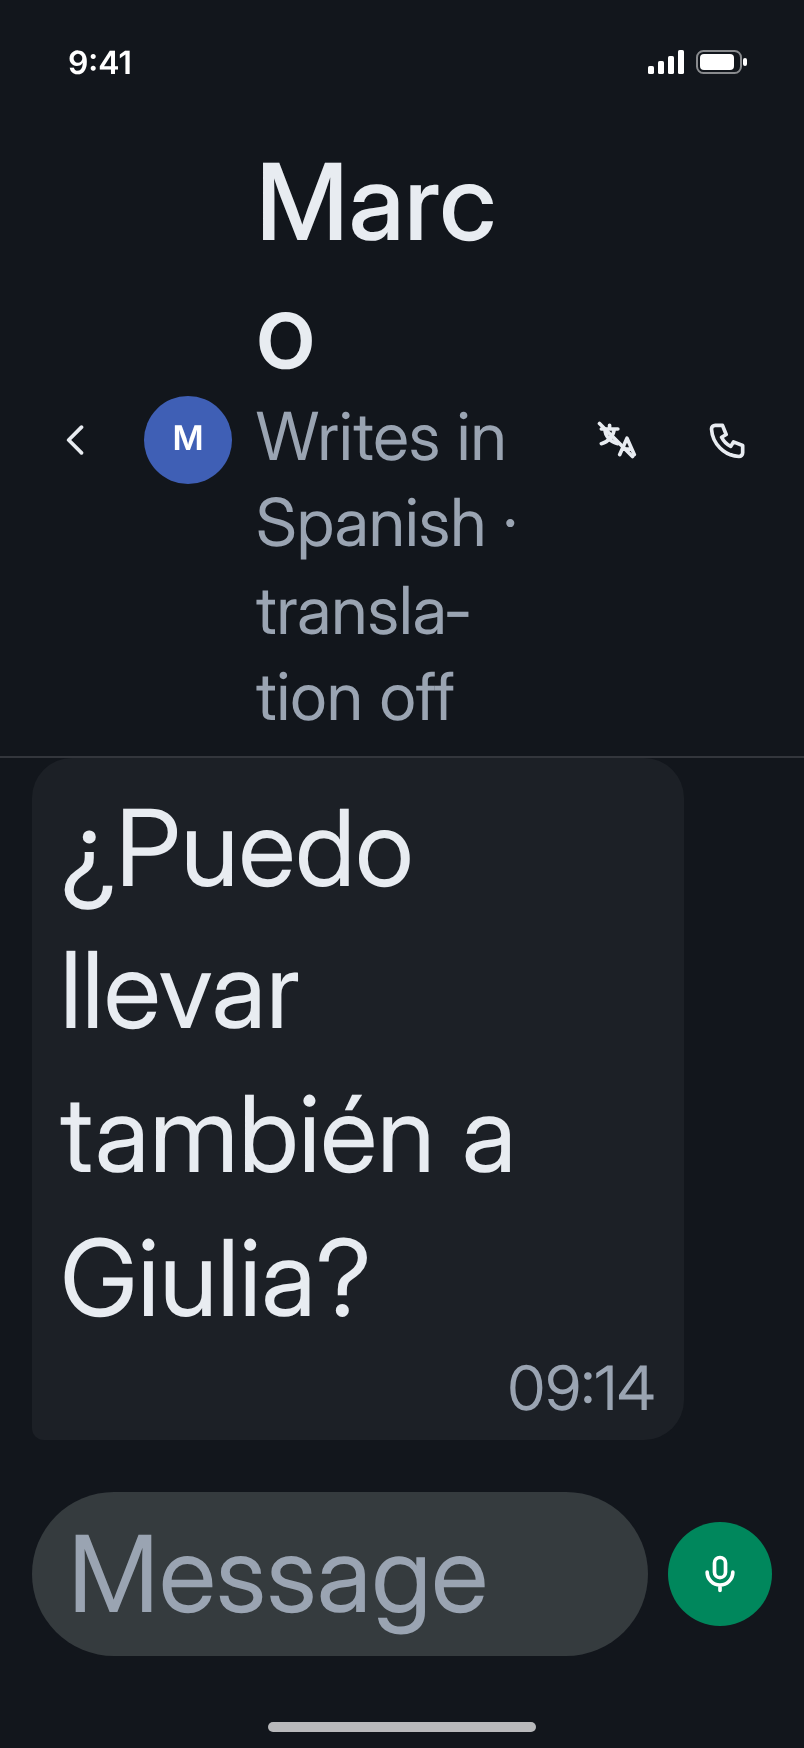 9:41
Marc
o
M
Writes in
Spanish ·
transla-
tion off
¿Puedo
llevar
también a
Giulia?
09:14
Message